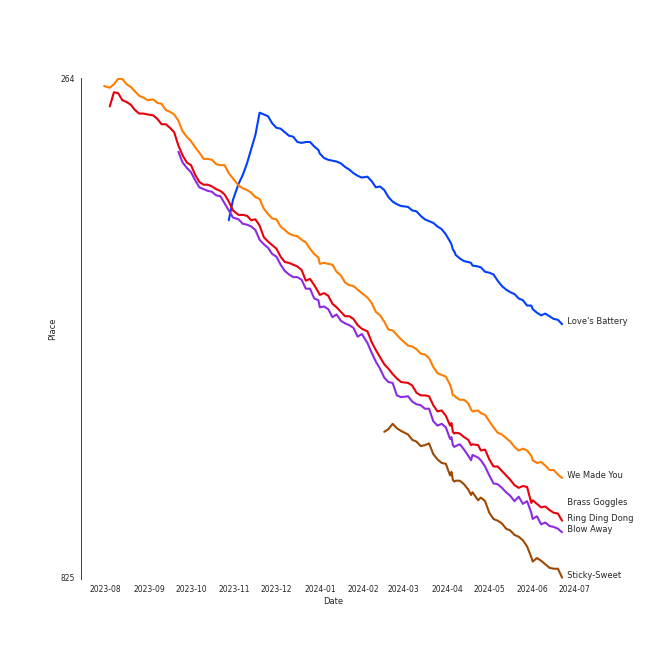 264
Place
825
Love's Battery
We Made You
Brass Goggles
Ring Ding Dong
Blow Away
Sticky-Sweet
2023-08 2023-09 2023-10 2023-11 2023-12 2024-01 2024-02 2024-03 2024-04 2024-05 2024-06 2024-07
Date